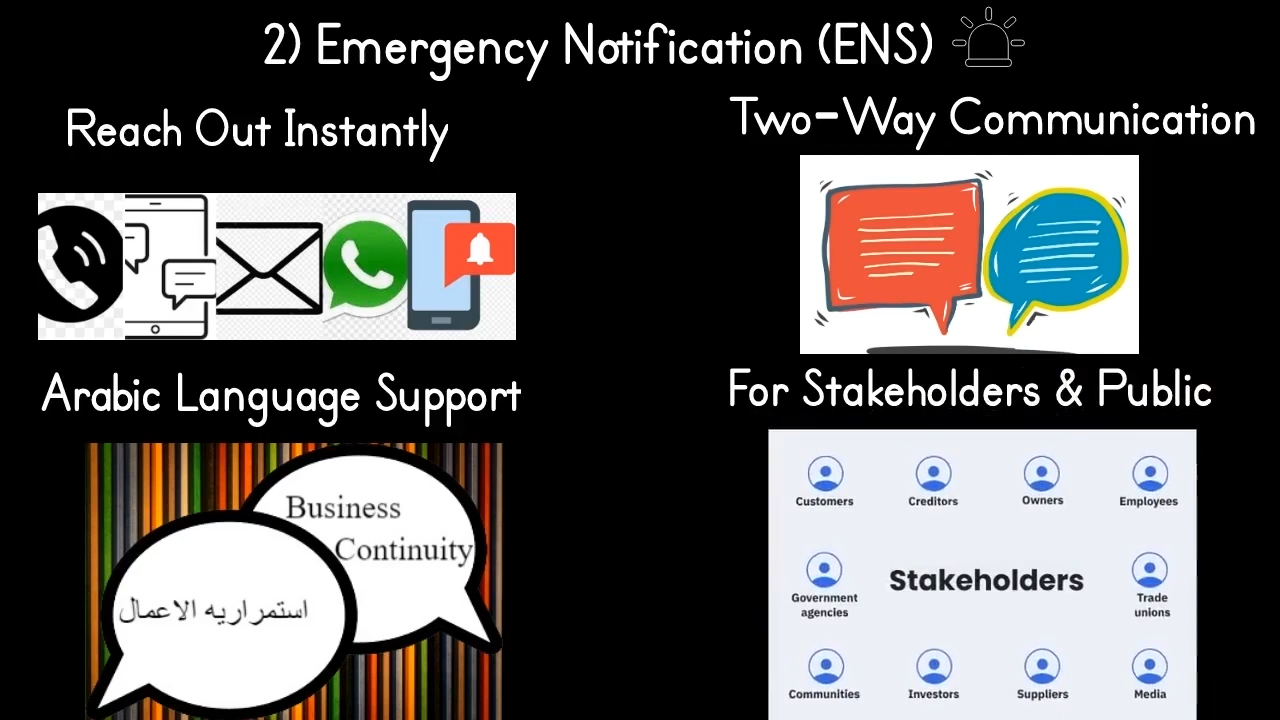 2) Emergency Notification (ENS)
Reach Out Instantly
Two-Way Communication
Arabic Language Support
Business
Continuity
استمراريه الاعمال
For Stakeholders & Public
Customers
Creditors
Owners
Employees
Government
agencies
Stakeholders
Trade
unions
Communities
Investors
Suppliers
Media